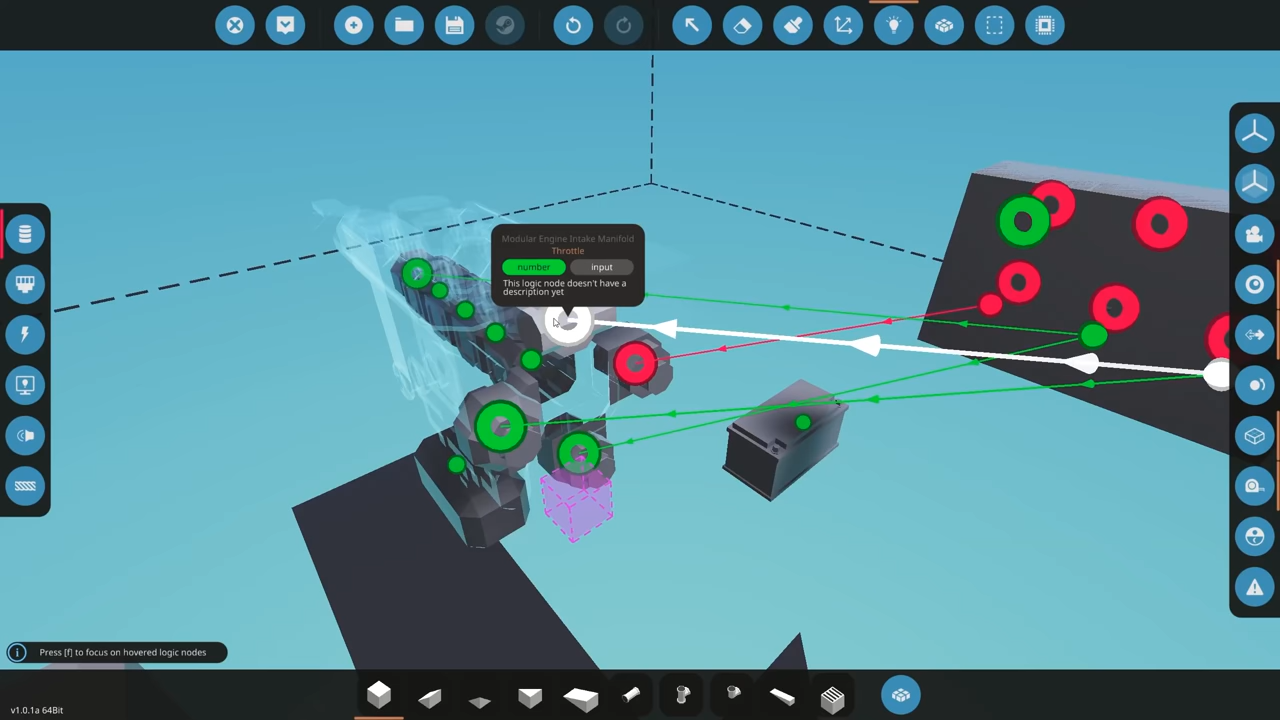 Modular Engine Intake Manifold
Throttle
number input
This logic node doesn't have a
description yet
Press [f] to focus on hovered logic nodes
v1.0.1a 64Bit